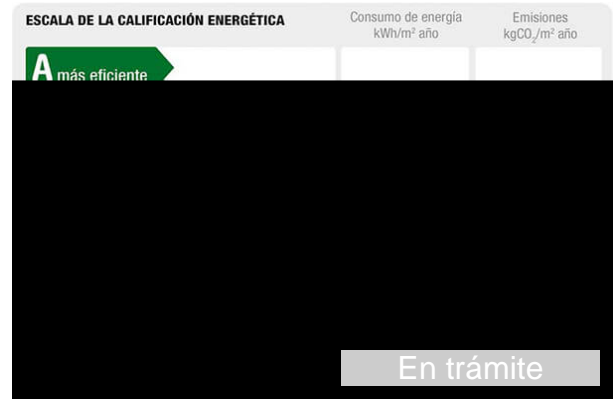 ESCALA DE LA CALIFICACIÓN ENERGÉTICA
Consumo de energía
kWh/m² año
Emisiones
kgCO₂/m² año
A más eficiente
En trámite